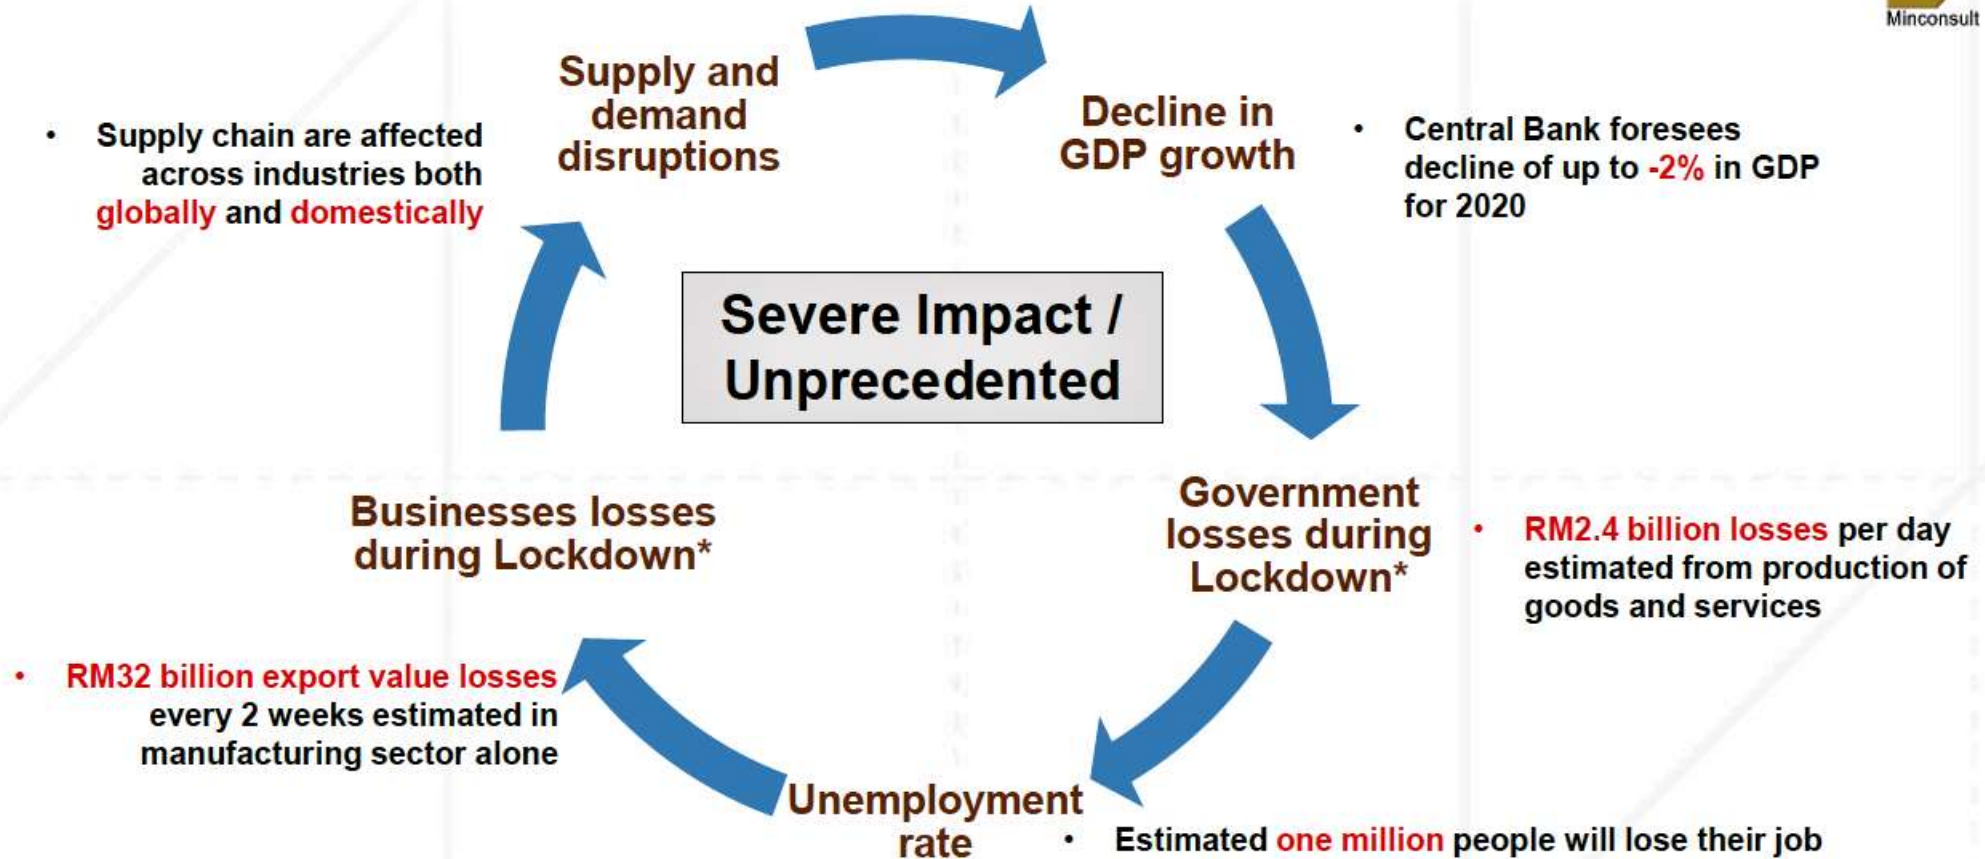 Minconsult
Supply and
demand
disruptions
• Supply chain are affected
across industries both
globally and domestically
Decline in
GDP growth
• Central Bank foresees
decline of up to -2% in GDP
for 2020
Severe Impact /
Unprecedented
Government
losses during
Lockdown*
• RM2.4 billion losses per day
estimated from production of
goods and services
Businesses losses
during Lockdown*
• RM32 billion export value losses
every 2 weeks estimated in
manufacturing sector alone
Unemployment
rate
• Estimated one million people will lose their job